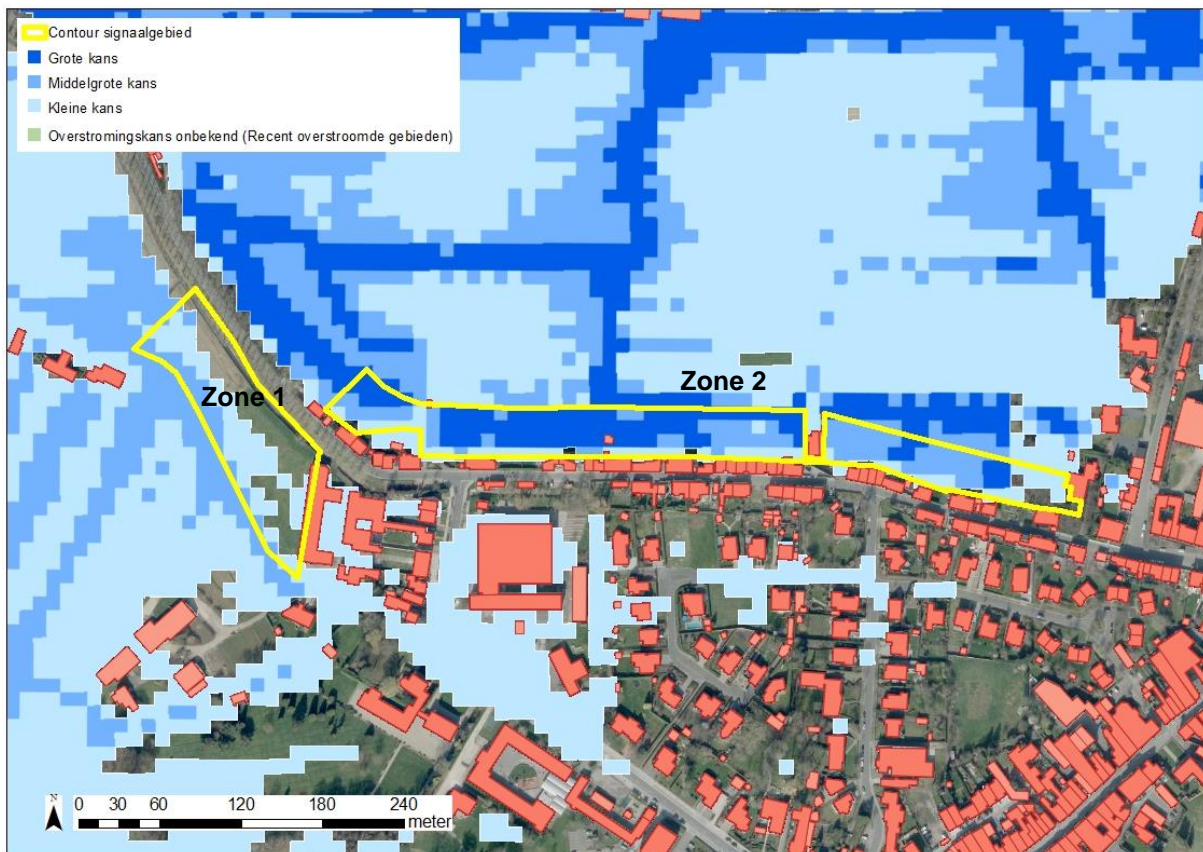 Contour signaalgebied
Grote kans
Middelgrote kans
Kleine kans
Overstromingskans onbekend (Recent overstroomde gebieden)
Zone 1
Zone 2
N
0 30 60 120 180 240
meter